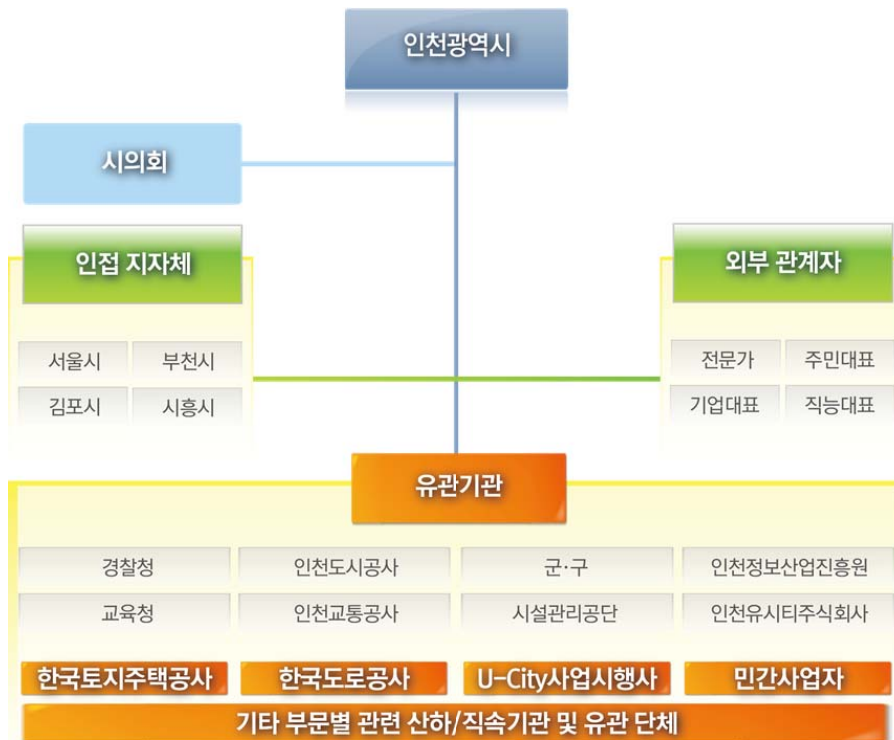 인천광역시
시의회
인접 지자체
외부 관계자
서울시 부천시
김포시 시흥시
전문가 주민대표
기업대표 직능대표
유관기관
경찰청 인천도시공사 군·구 인천정보산업진흥원
교육청 인천교통공사 시설관리공단 인천유시티주식회사
한국토지주택공사 한국도로공사 U-City사업시행사 민간사업자
기타 부문별 관련 산하/직속기관 및 유관 단체